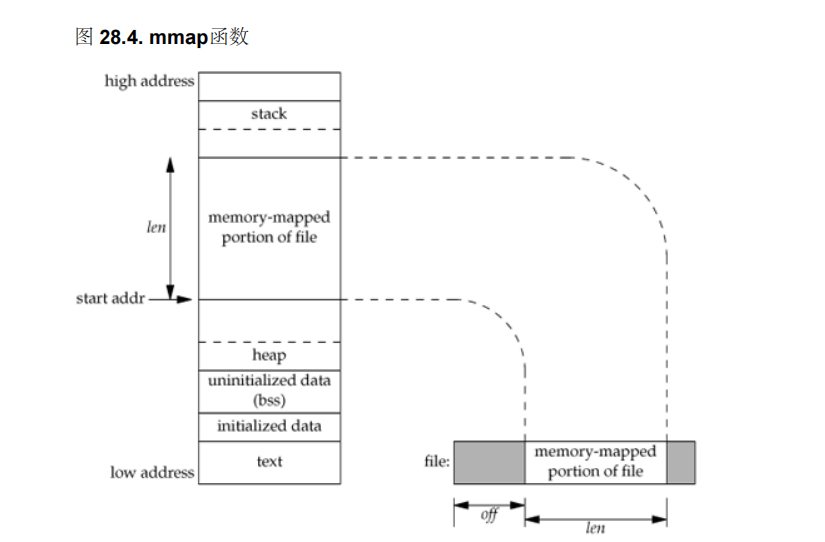 图 28.4. mmap函数
high address
stack
len
memory-mapped
portion of file
start addr
heap
uninitialized data
(bss)
initialized data
text
low address
file:
memory-mapped
portion of file
off
len